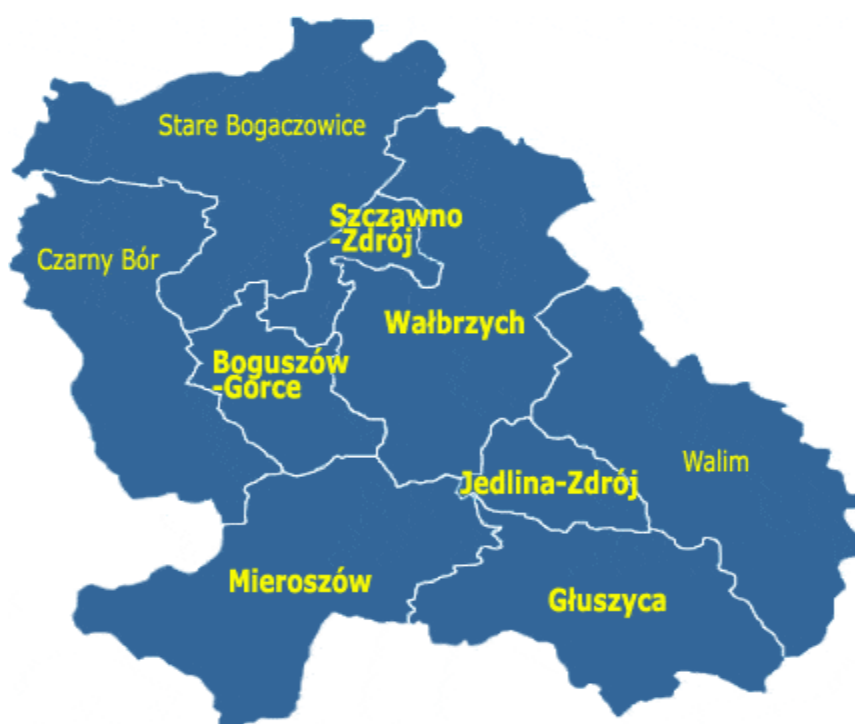 Stare Bogaczowice
Szczawno
-Zdrój
Czarny Bór
Wałbrzych
Boguszów
-Gorce
Walim
Jedlina-Zdrój
Mieroszów
Głuszyca